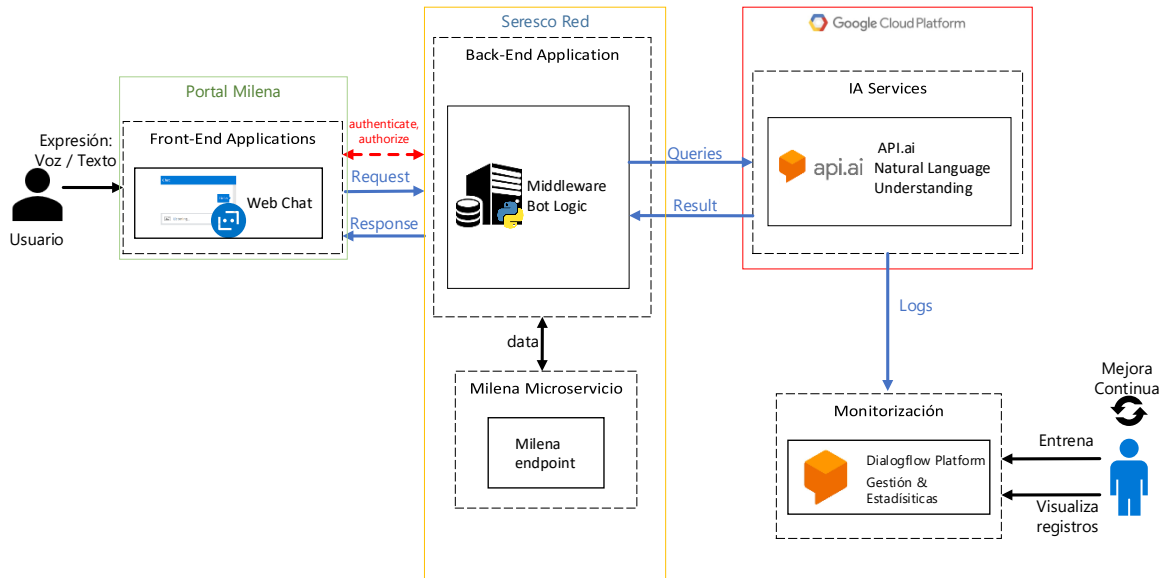 Seresco Red
Google Cloud Platform
Back-End Application
IA Services
Portal Milena
Front-End Applications
authenticate,
authorize
Expresión:
Voz / Texto
Request
Web Chat
Response
Usuario
Middleware
Bot Logic
Queries
Result
api.ai
API.ai
Natural Language
Understanding
Logs
data
Milena Microservicio
Milena
endpoint
Monitorización
Dialogflow Platform
Gestión &
Estadísiticas
Mejora
Continua
Entrena
Visualiza
registros